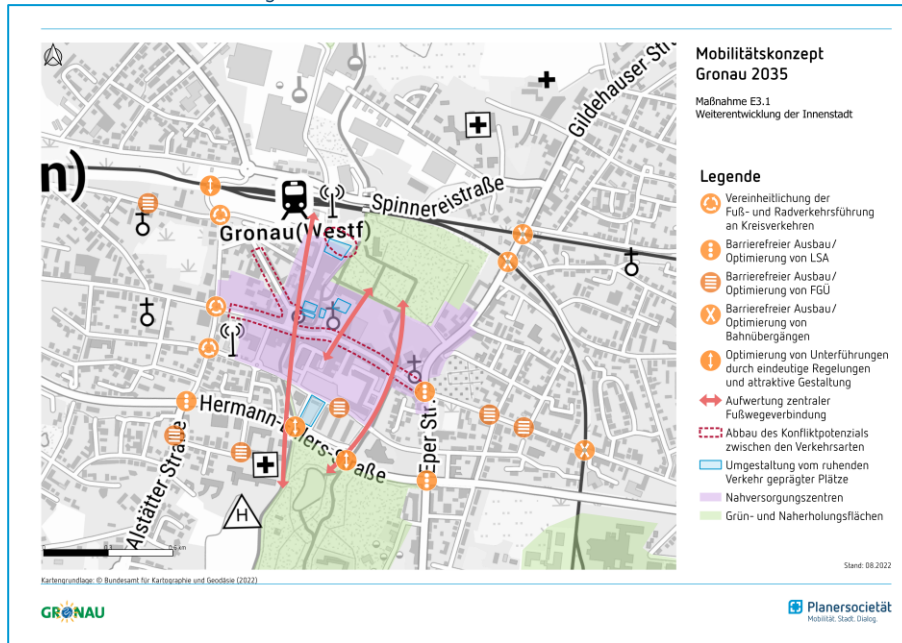 Mobilitätskonzept
Gronau 2035
Maßnahme E3.1
Weiterentwicklung der Innenstadt
Gildehauser Str.
Spinnereistraße
n)
Gronau(Westf)
Hermann-Ehlers-Straße
Eper Str.
Alstätter Straße
H
Legende
Vereinheitlichung der
Fuß- und Radverkehrsführung
an Kreisverkehren
Barrierefreier Ausbau/
Optimierung von LSA
Barrierefreier Ausbau/
Optimierung von FGÜ
Barrierefreier Ausbau/
Optimierung von
Bahnübergängen
Optimierung von Unterführungen
durch eindeutige Regelungen
und attraktive Gestaltung
Aufwertung zentraler
Fußwegeverbindung
Abbau des Konfliktpotenzials
zwischen den Verkehrsarten
Umgestaltung vom ruhenden
Verkehr geprägter Plätze
Nahversorgungszentren
Grün- und Naherholungsflächen
Stand: 08.2022
Kartengrundlage: © Bundesamt für Kartographie und Geodäsie (2022)
GRONAU
Planersocietät
Mobilität. Stadt. Dialog.